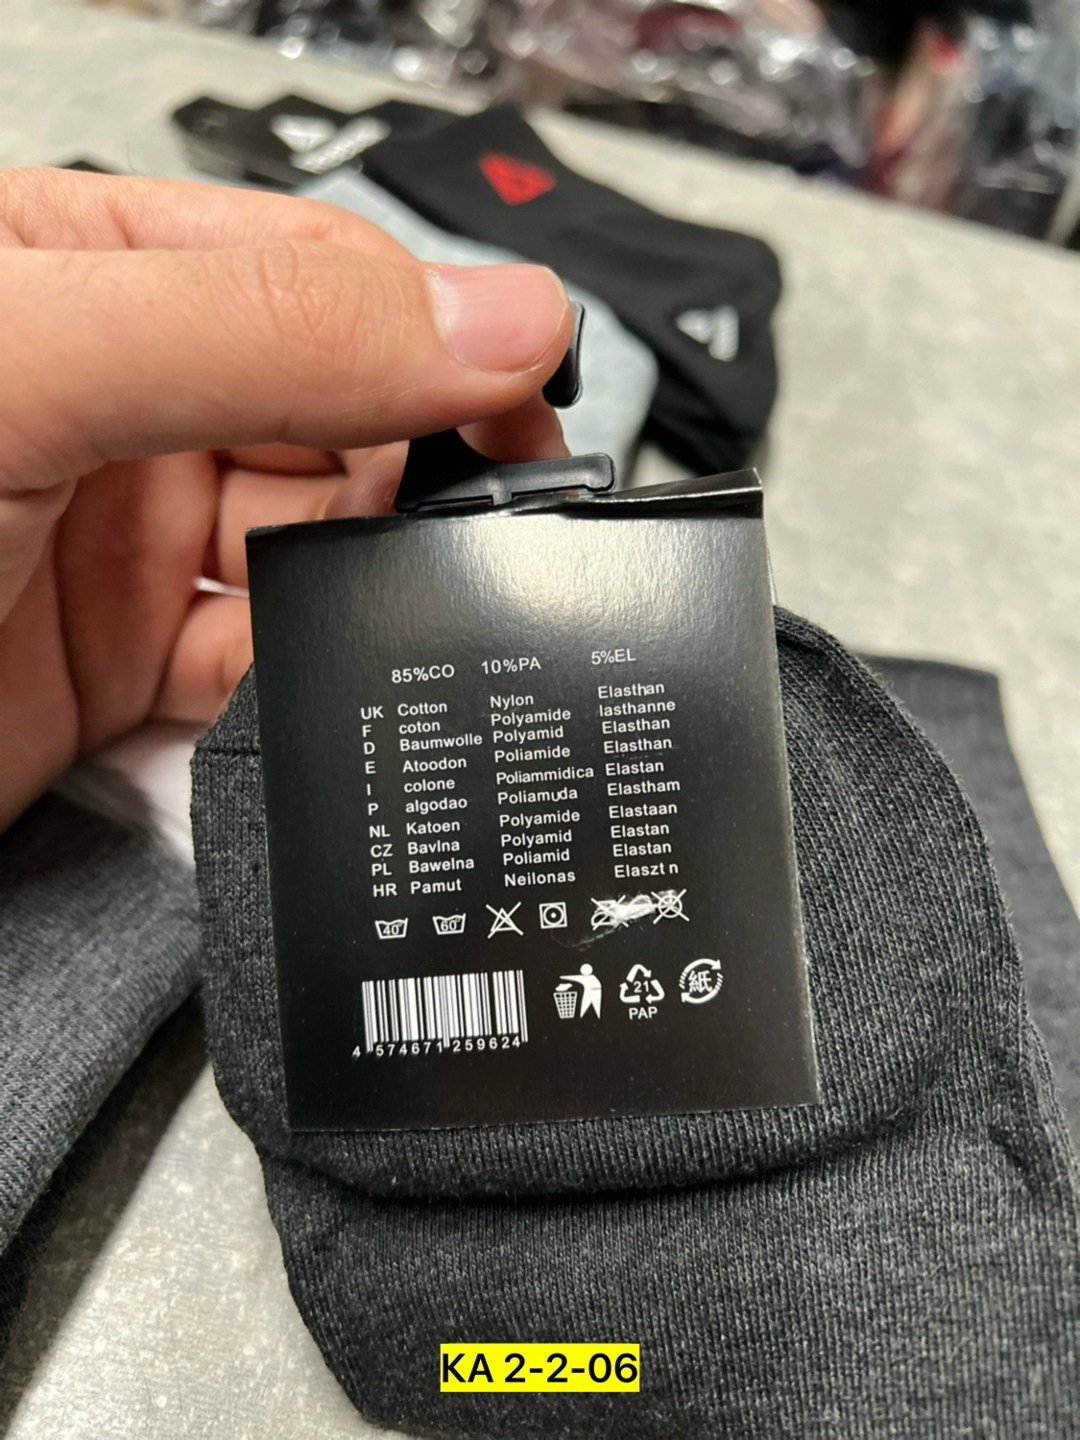 85%CO 10%PA 5%EL
UK Cotton Nylon Elasthan
F coton Polyamide lasthanne
D Baumwolle Polyamid Elasthan
E Atoodon Poliamide Elasthan
I colone Poliammidica Elastan
P algodao Poliamuda Elastham
NL Katoen Polyamide Elastaan
CZ Bavlna Polyamid Elastan
PL Bawelna Poliamid Elastan
HR Pamut Neilonas Elaszt n
40° 60°
4 574671 259624
21 紙
PAP
KA 2-2-06